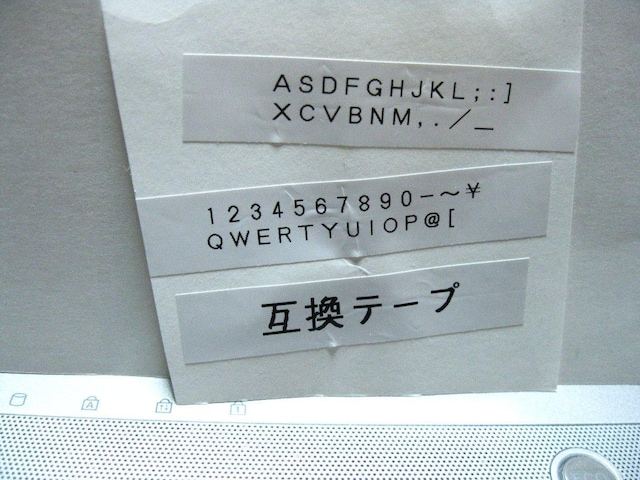 ASDFGHJKL;:]
XCVBNM,./_
1234567890-~¥
QWERTYUIOP@[
互換テープ